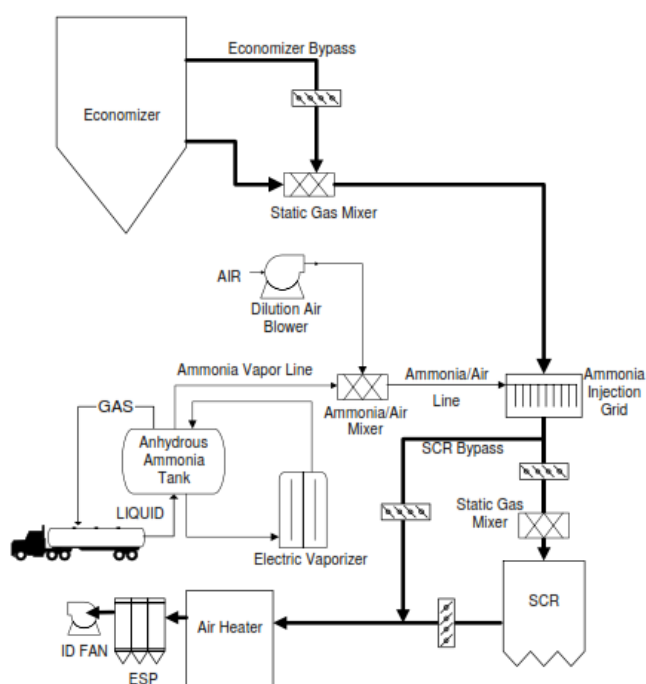 Economizer Bypass
Economizer
Static Gas Mixer
AIR
Dilution Air
Blower
Ammonia Vapor Line
Ammonia/Air
Line
Ammonia
Injection
Grid
Ammonia/Air
Mixer
GAS
Anhydrous
Ammonia
Tank
SCR Bypass
LIQUID
Electric Vaporizer
Static Gas
Mixer
SCR
Air Heater
ID FAN
ESP